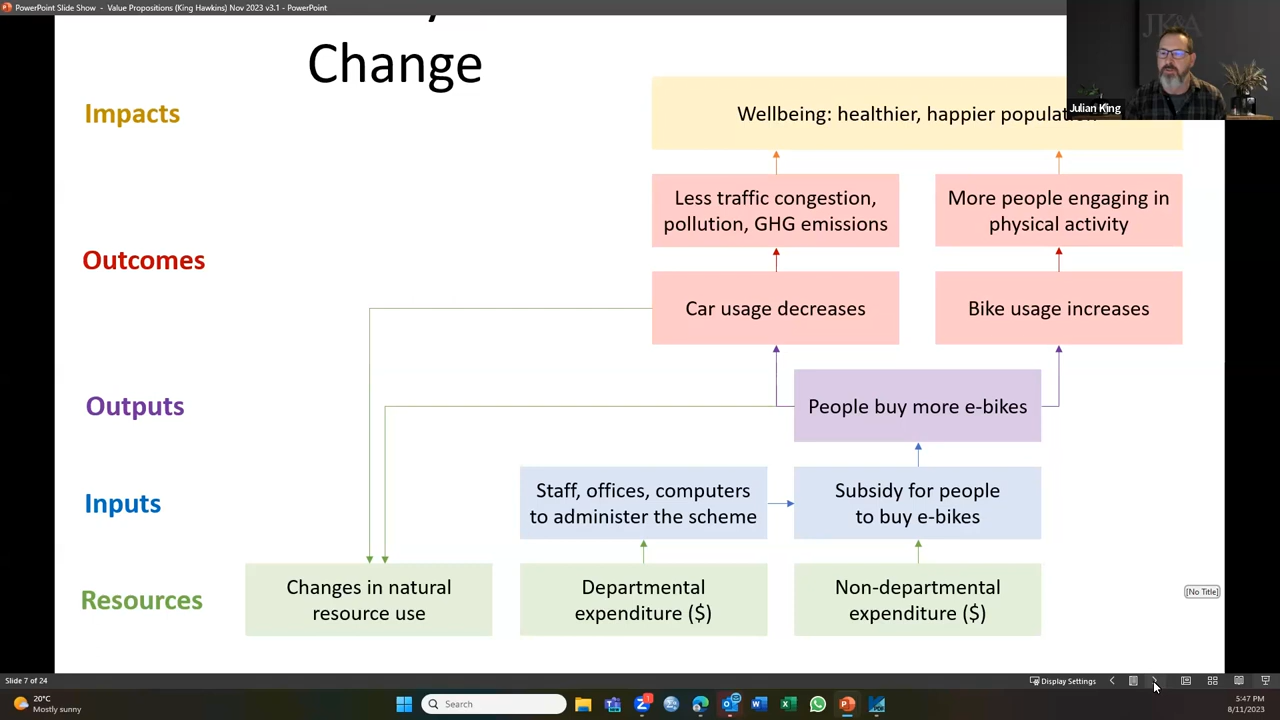 PowerPoint Slide Show - Value Propositions (King Hawkins) Nov 2023 v3.1 - PowerPoint
JK&A
Julian King
Change
Impacts
Wellbeing: healthier, happier population
Less traffic congestion,
pollution, GHG emissions
More people engaging in
physical activity
Outcomes
Car usage decreases
Bike usage increases
Outputs
People buy more e-bikes
Inputs
Staff, offices, computers
to administer the scheme
Subsidy for people
to buy e-bikes
Resources
Changes in natural
resource use
Departmental
expenditure ($)
Non-departmental
expenditure ($)
[No Title]
Slide 7 of 24
Display Settings
20°C
Mostly sunny
Search
1
5:47 PM
8/11/2023